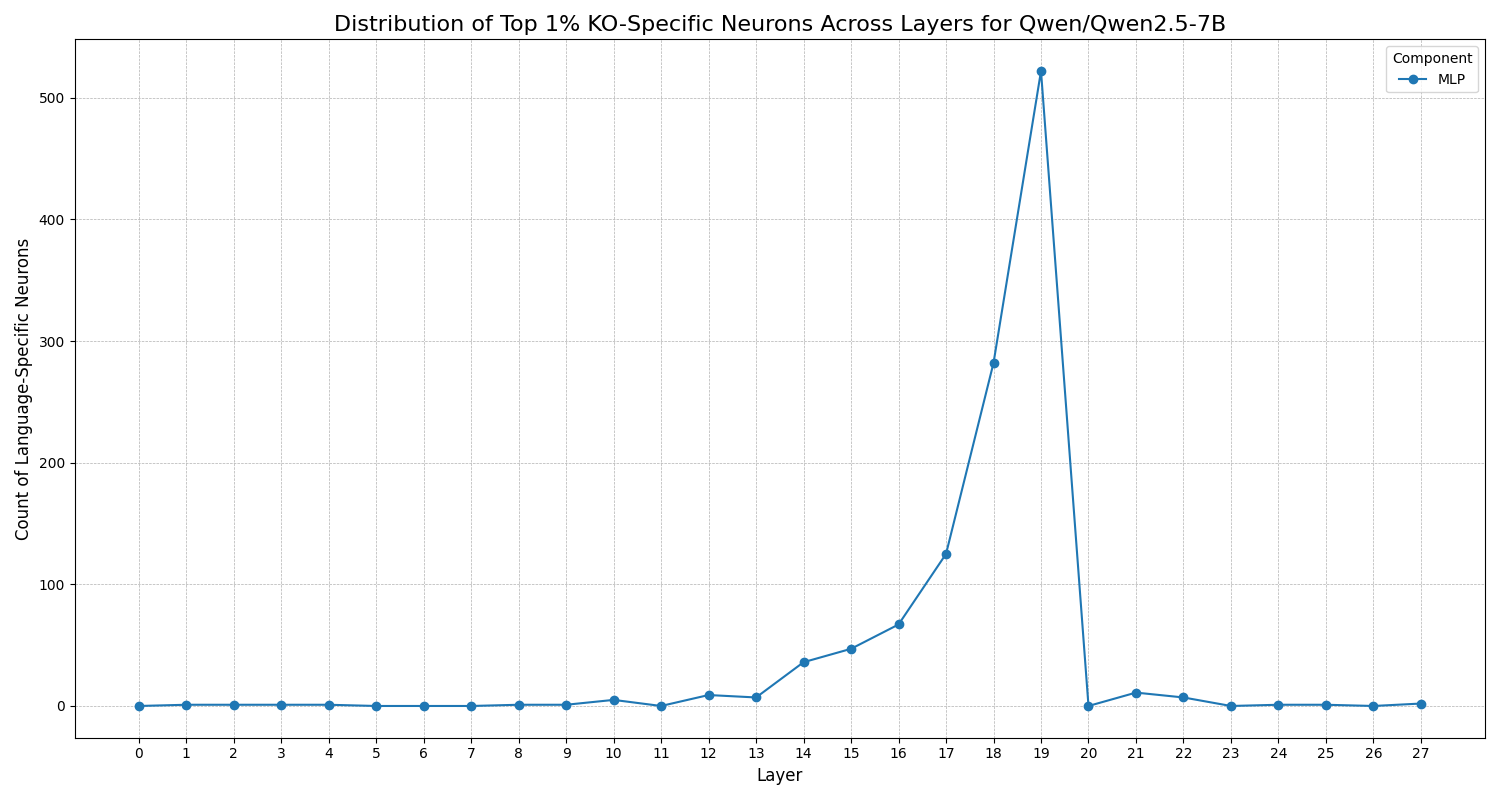 Distribution of Top 1% KO-Specific Neurons Across Layers for Qwen/Qwen2.5-7B
Component
MLP
Count of Language-Specific Neurons
500
400
300
200
100
0
0 1 2 3 4 5 6 7 8 9 10 11 12 13 14 15 16 17 18 19 20 21 22 23 24 25 26 27
Layer